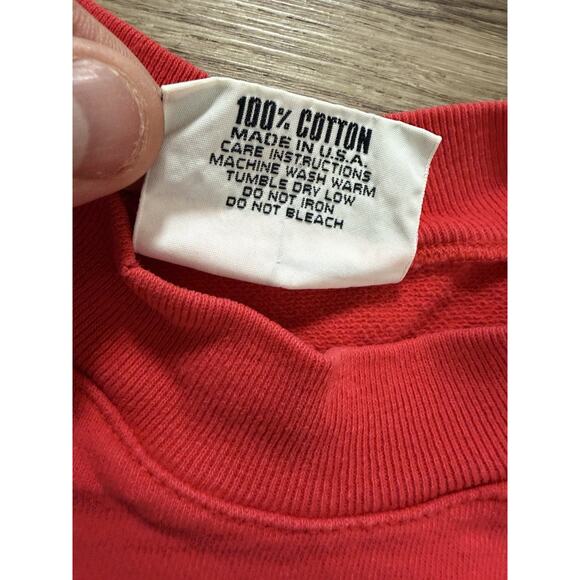 100% COTTON
MADE IN U.S.A.
CARE INSTRUCTIONS
MACHINE WASH WARM
TUMBLE DRY LOW
DO NOT IRON
DO NOT BLEACH